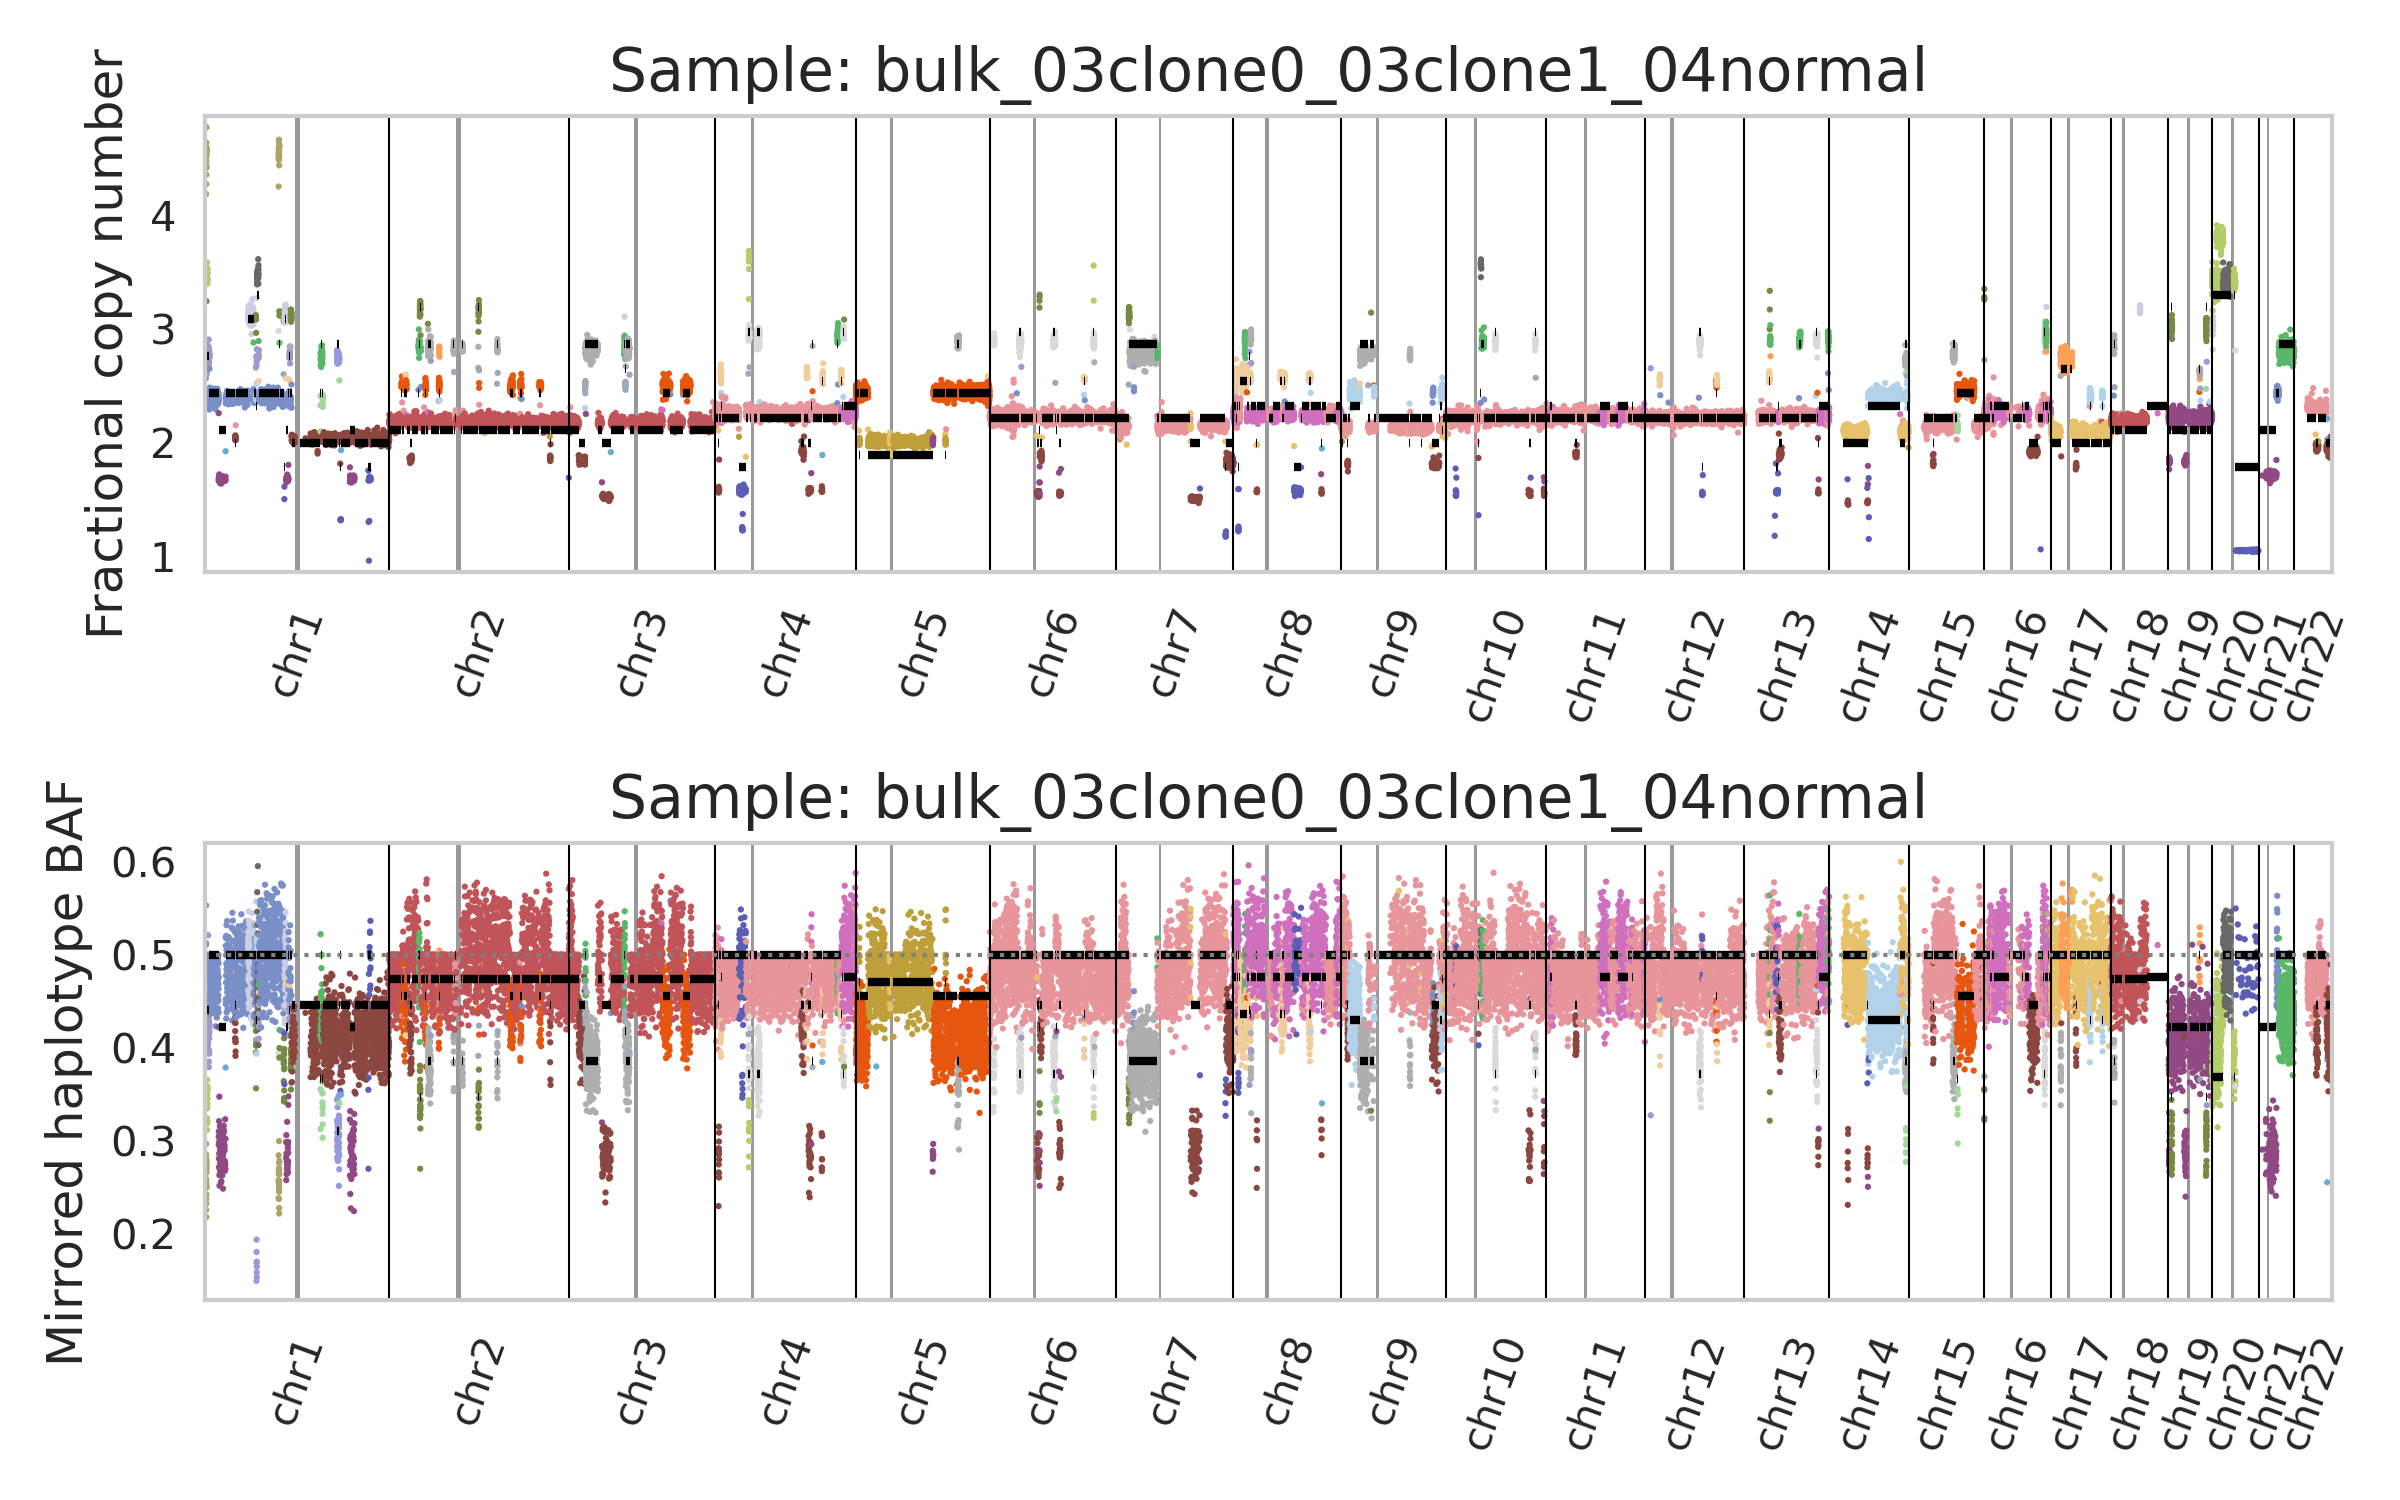 Sample: bulk_03clone0_03clone1_04normal
Fractional copy number
4
3
2
1
chr1 chr2 chr3 chr4 chr5 chr6 chr7 chr8 chr9 chr10 chr11 chr12 chr13 chr14 chr15 chr16 chr17 chr18 chr19 chr20 chr21 chr22
Sample: bulk_03clone0_03clone1_04normal
Mirrored haplotype BAF
0.6
0.5
0.4
0.3
0.2
chr1 chr2 chr3 chr4 chr5 chr6 chr7 chr8 chr9 chr10 chr11 chr12 chr13 chr14 chr15 chr16 chr17 chr18 chr19 chr20 chr21 chr22